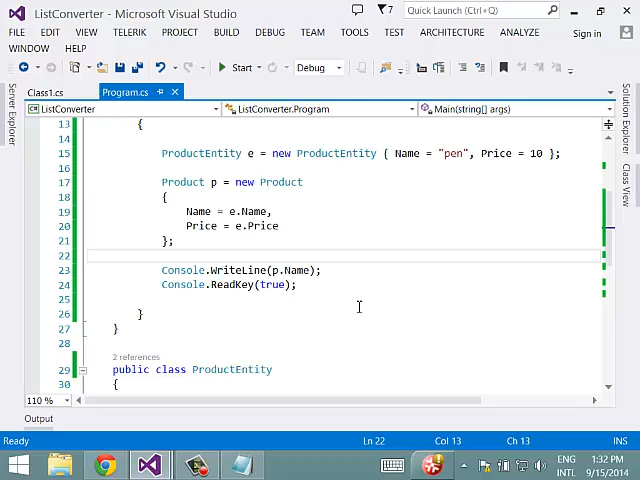 ListConverter - Microsoft Visual Studio
7
Quick Launch (Ctrl+Q)
FILE EDIT VIEW TELERIK PROJECT BUILD DEBUG TEAM TOOLS TEST ARCHITECTURE ANALYZE Sign in
WINDOW HELP
Start Debug
Class1.cs Program.cs
ListConverter ListConverter.Program Main(string[] args)
Server Explorer
Solution Explorer
Class View
13 {
14
15 ProductEntity e = new ProductEntity { Name = "pen", Price = 10 };
16
17 Product p = new Product
18 {
19 Name = e.Name,
20 Price = e.Price
21 };
22
23 Console.WriteLine(p.Name);
24 Console.ReadKey(true);
25
26 }
27 }
28
2 references
29 public class ProductEntity
30 {
110 %
Output
Ready Ln 22 Col 13 Ch 13 INS
ENG 1:32 PM
INTL 9/15/2014